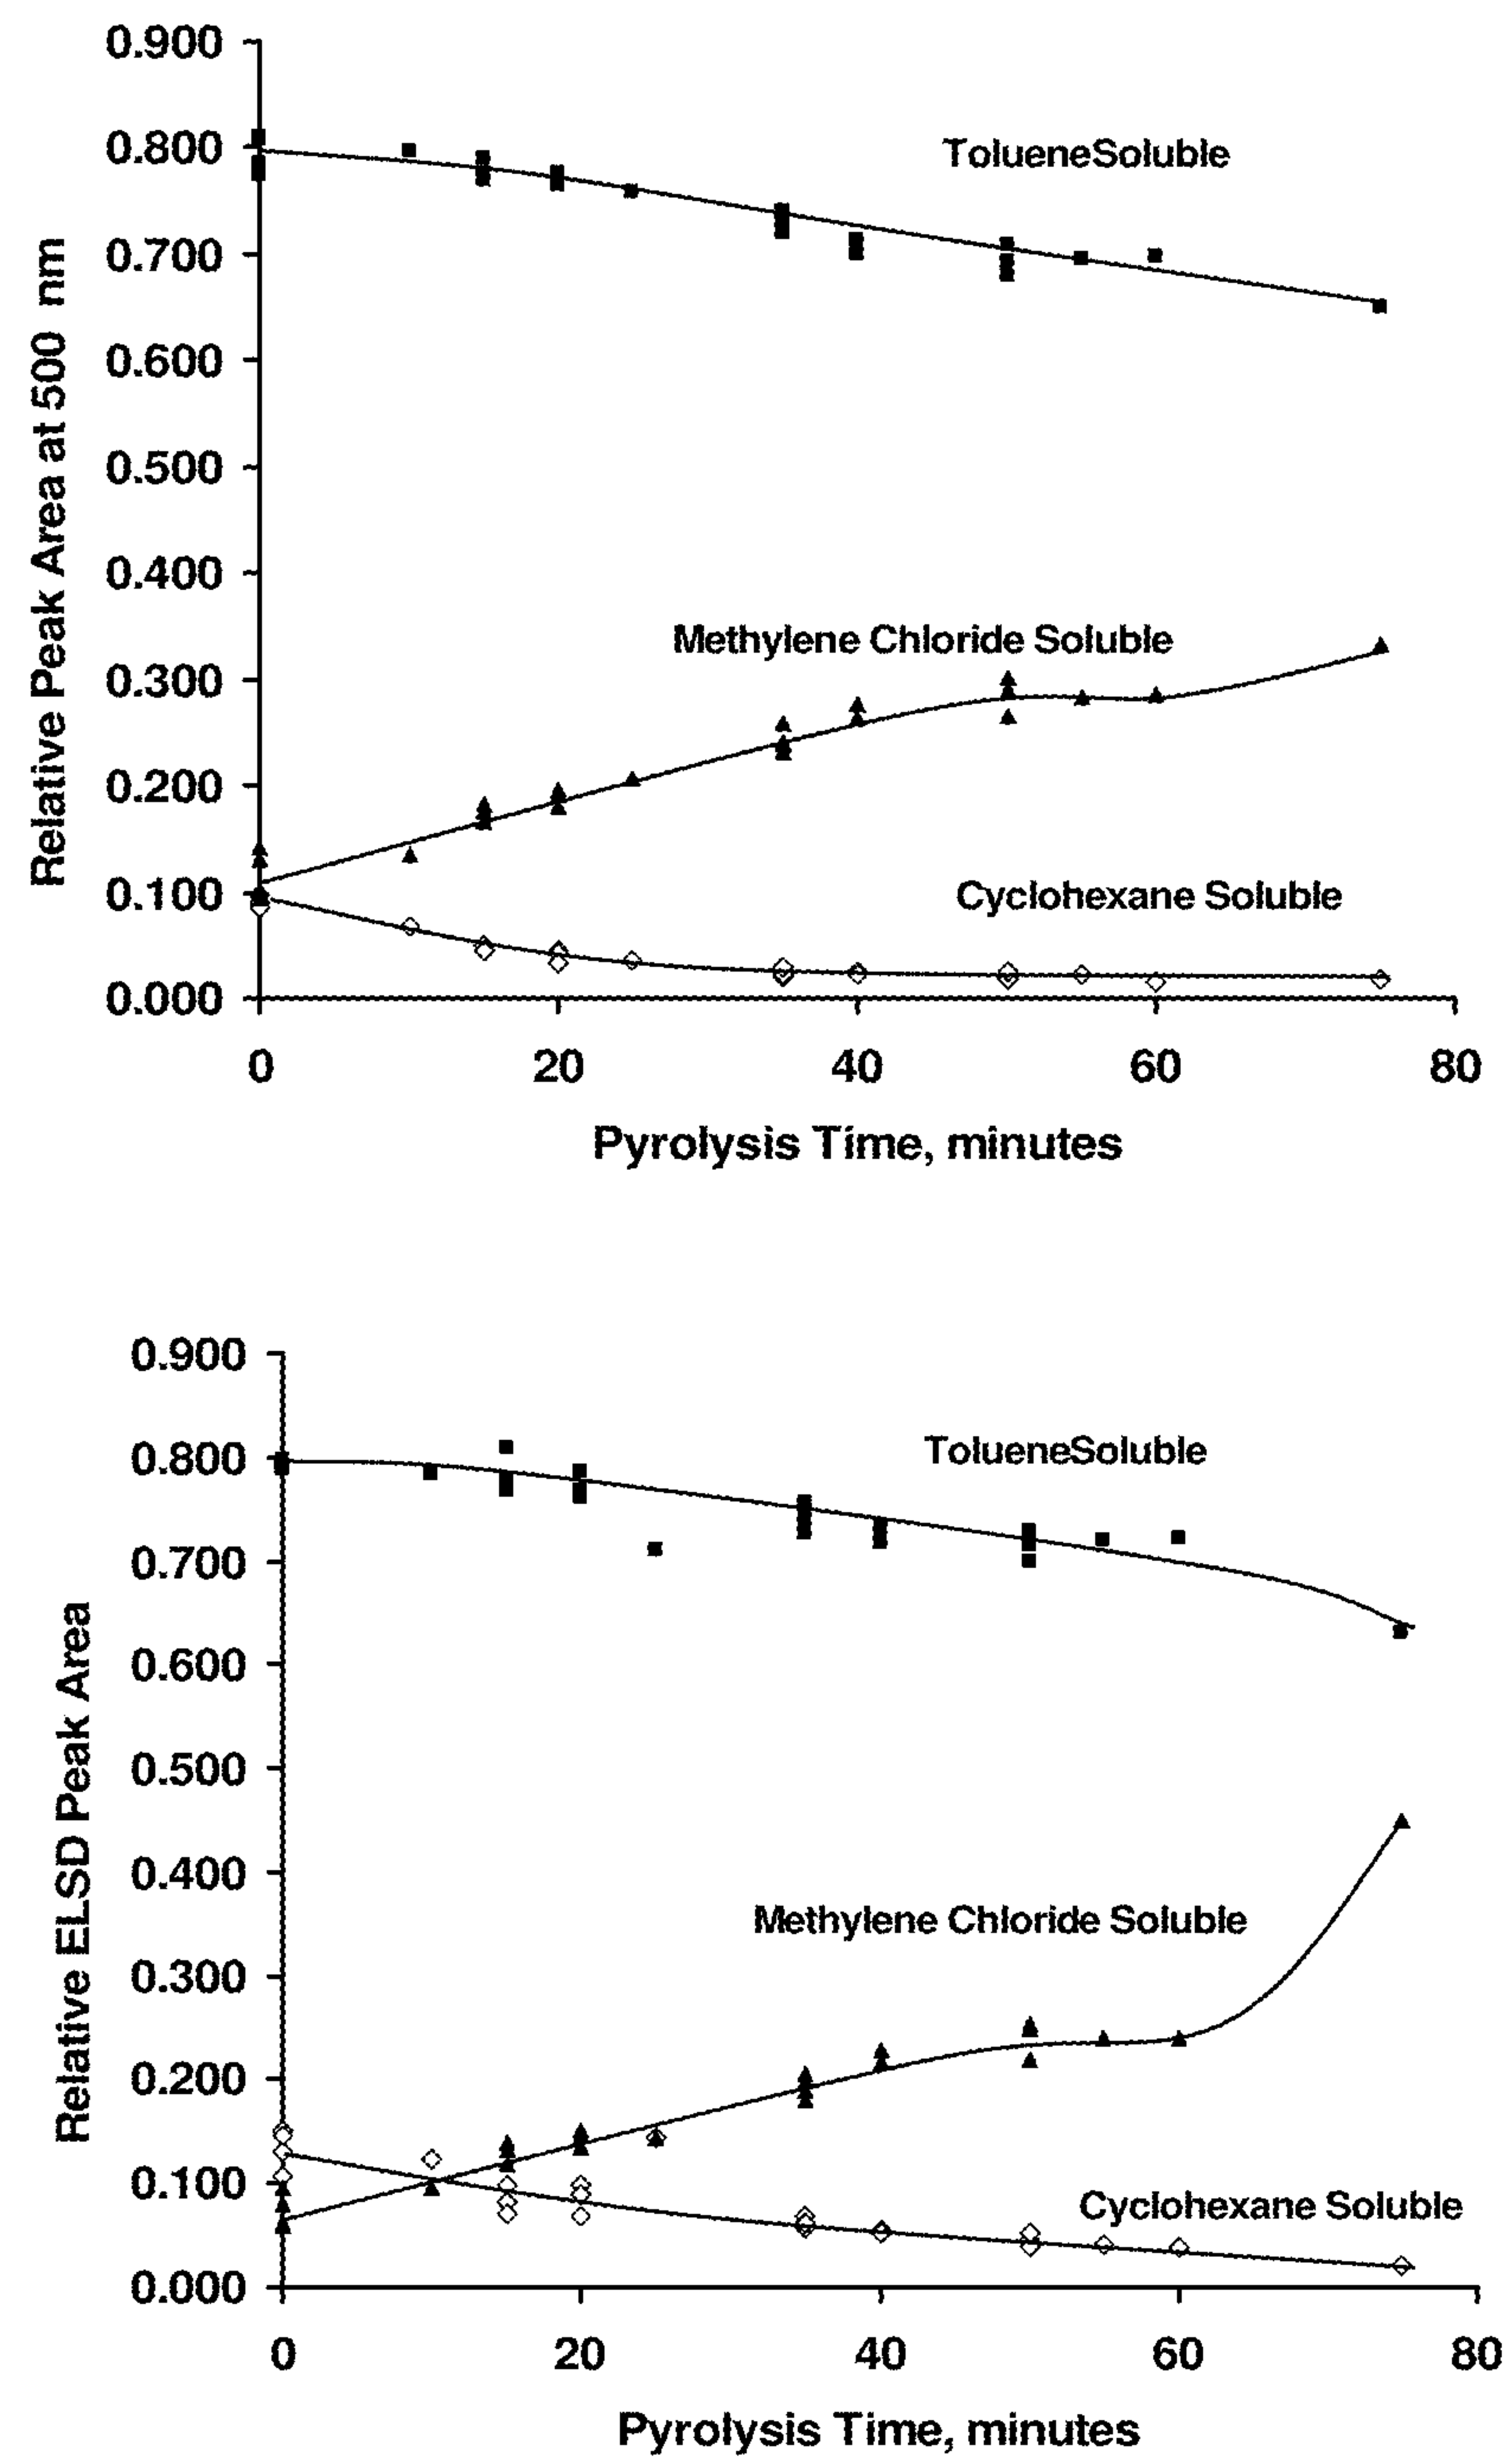 0.900
0.800
0.700
0.600
0.500
0.400
0.300
0.200
0.100
0.000
Relative Peak Area at 500 nm
TolueneSoluble
Methylene Chloride Soluble
Cyclohexane Soluble
0 20 40 60 80
Pyrolysis Time, minutes
0.900
0.800
0.700
0.600
0.500
0.400
0.300
0.200
0.100
0.000
Relative ELSD Peak Area
TolueneSoluble
Methylene Chloride Soluble
Cyclohexane Soluble
0 20 40 60 80
Pyrolysis Time, minutes